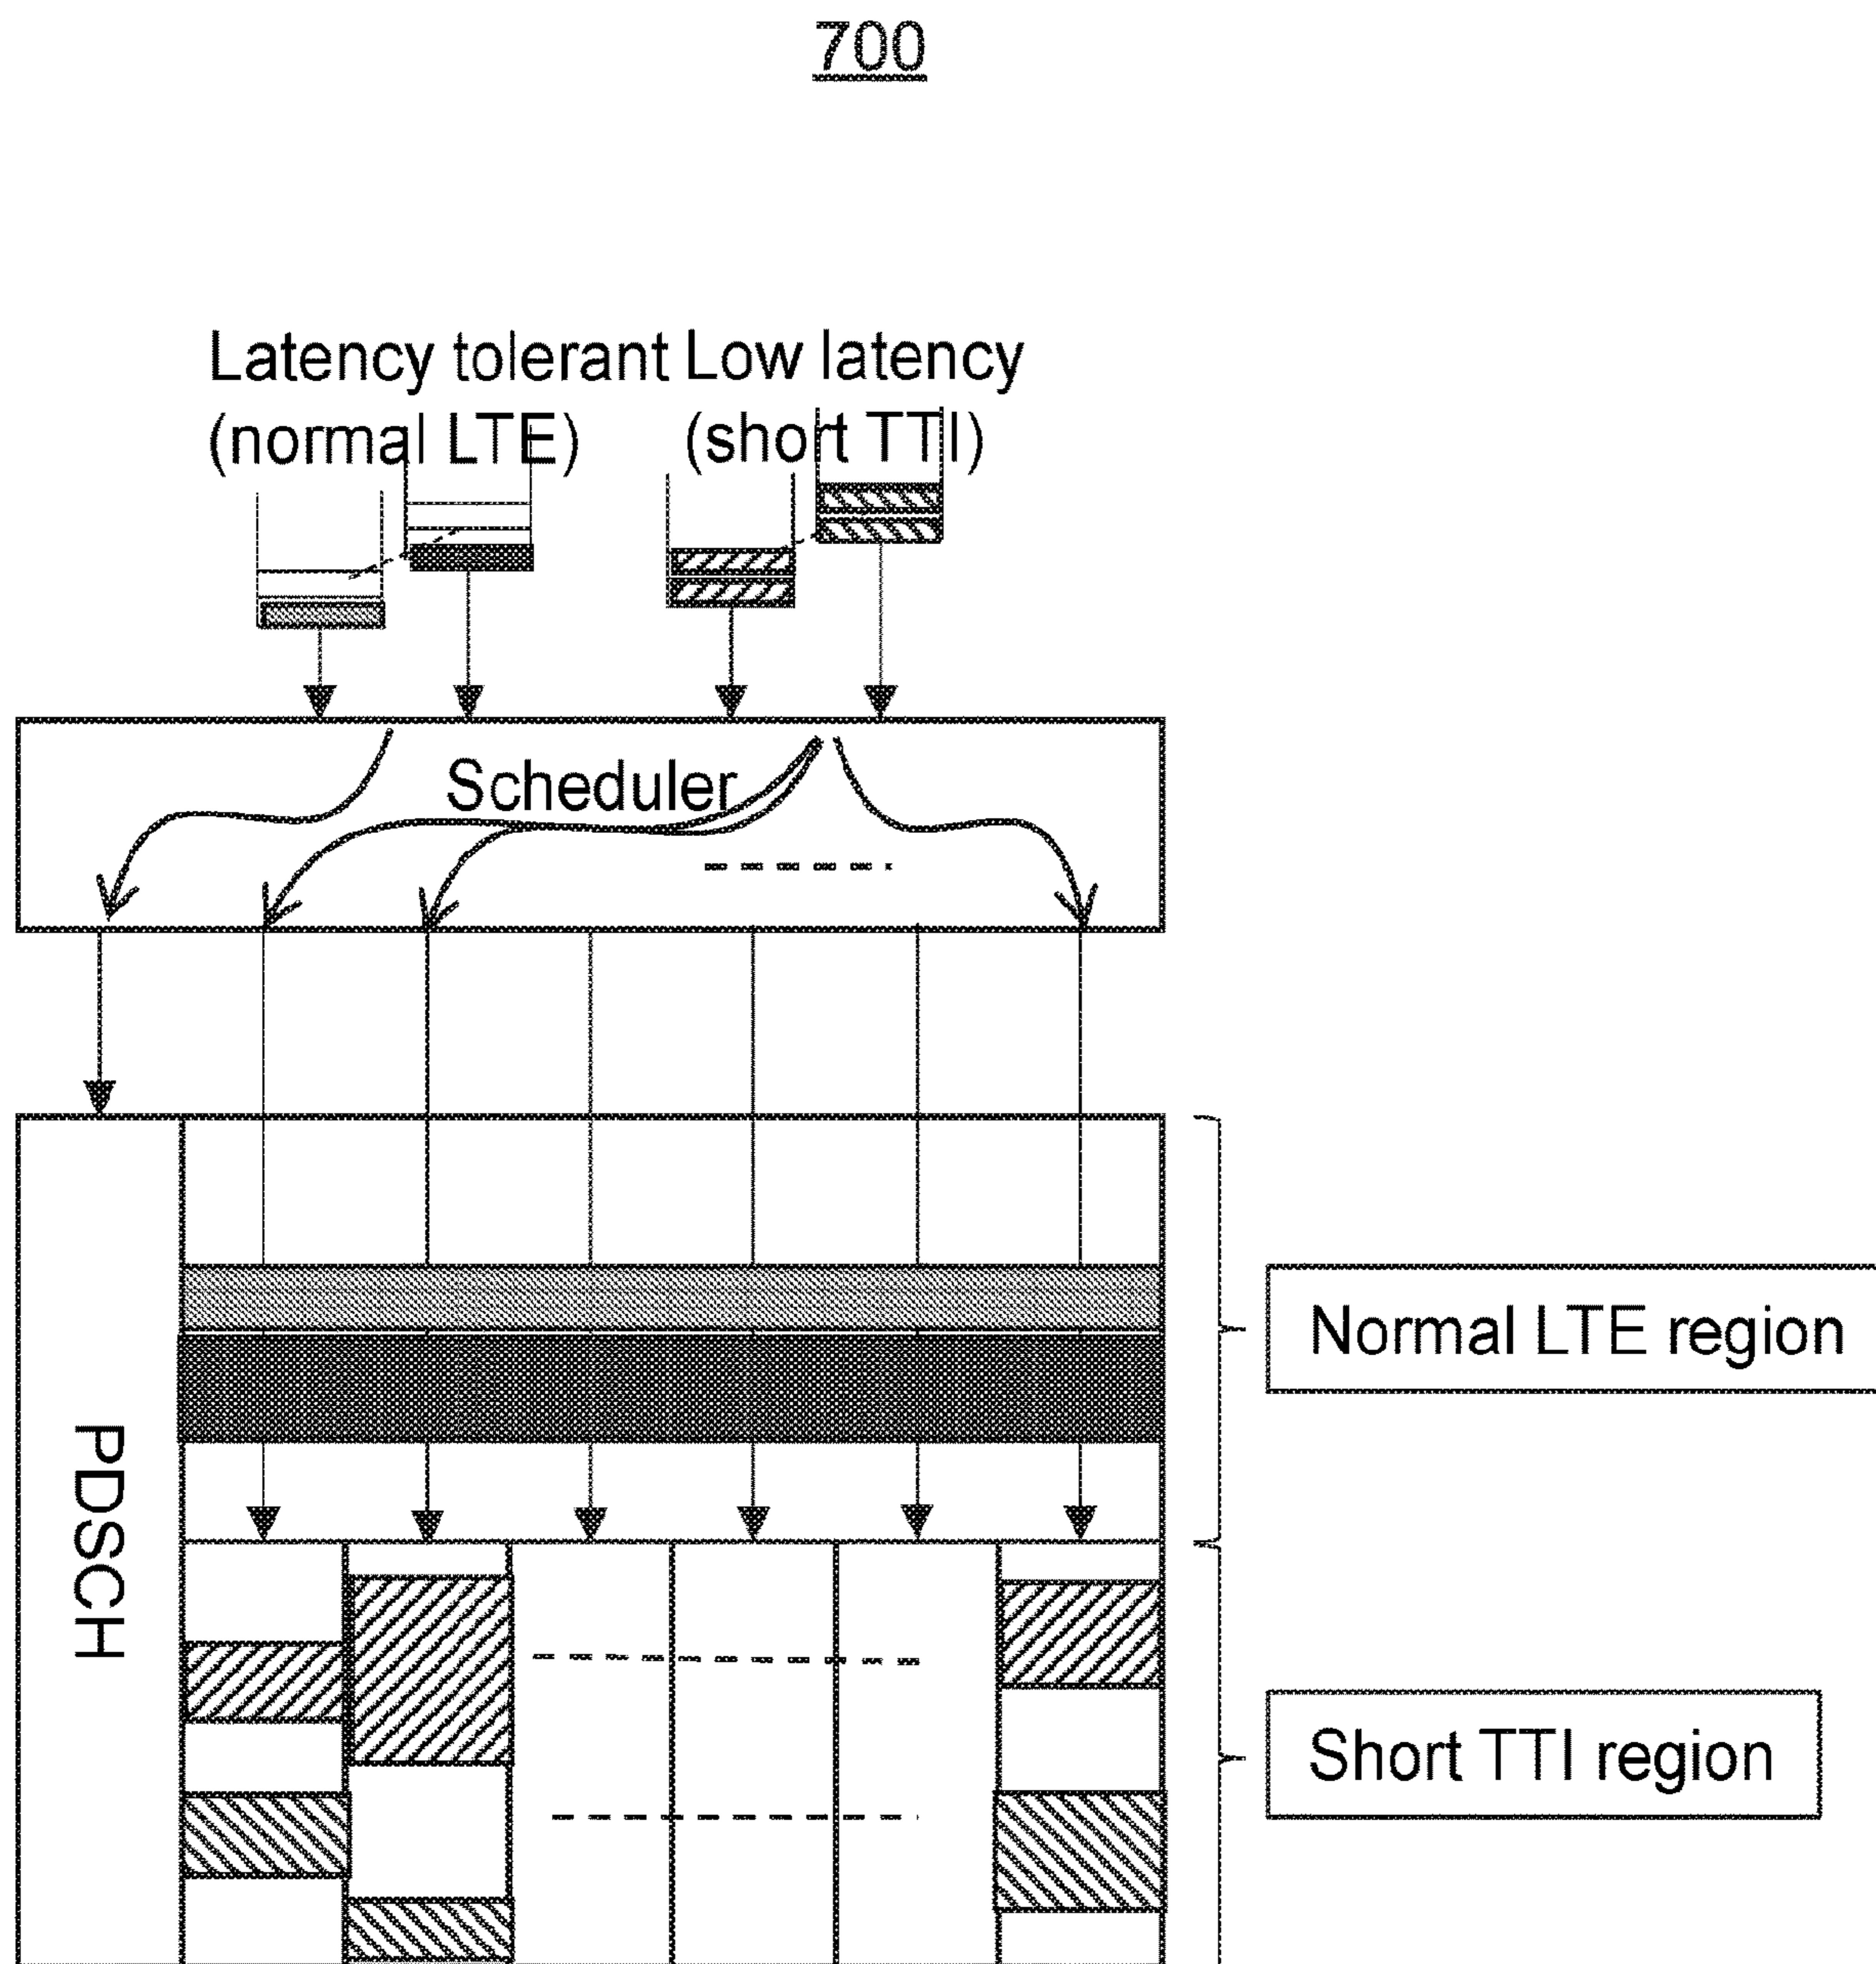 700
Latency tolerant
(normal LTE)
Low latency
(short TTI)
Scheduler
PDSCH
Normal LTE region
Short TTI region